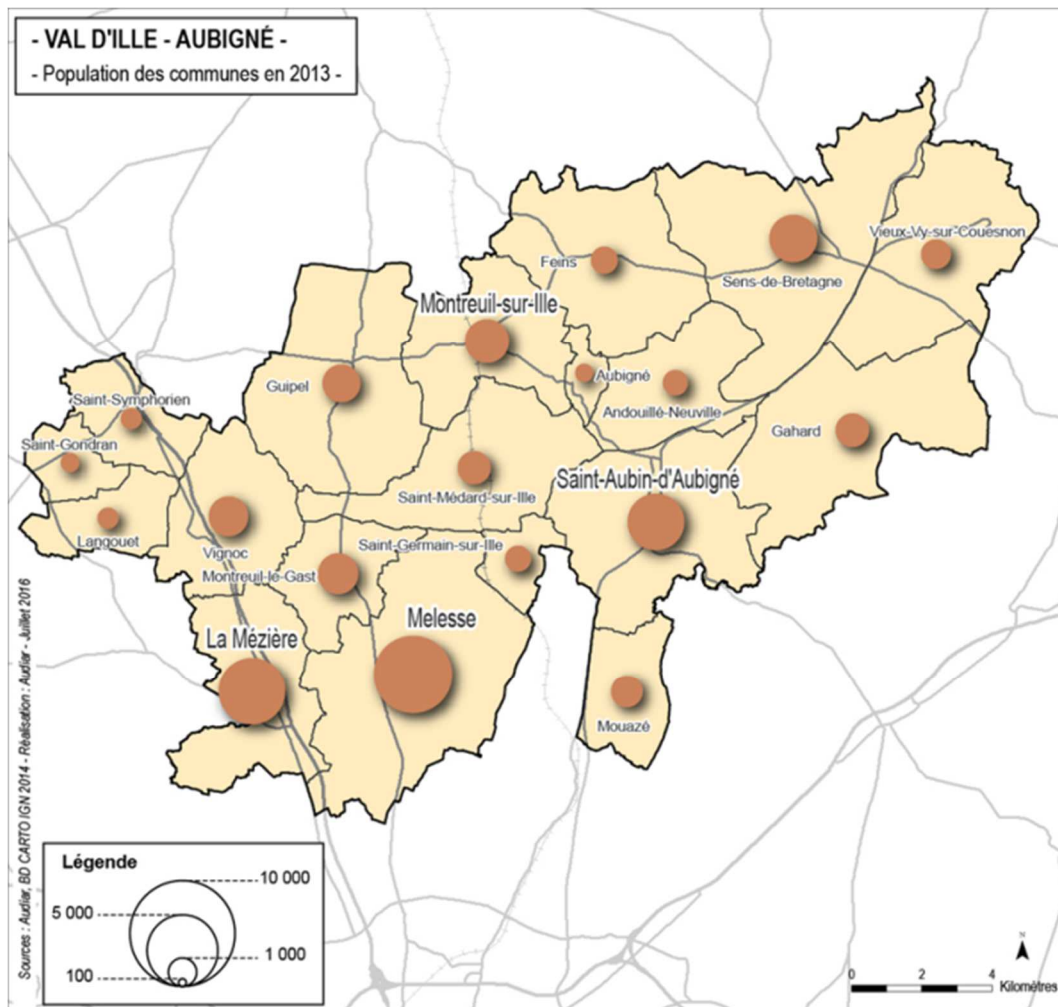 - VAL D'ILLE - AUBIGNÉ -
- Population des communes en 2013 -
Vieux-Vy-sur-Couesnon
Feins
Sens-de-Bretagne
Montreuil-sur-Ille
Guipel
Aubigné
Saint-Symphorien
Andouillé-Neuville
Gahard
Saint-Gondran
Saint-Aubin-d'Aubigné
Saint-Médard-sur-Ille
Langouet
Saint-Germain-sur-Ille
Vignoc
Montreuil-le-Gast
Melesse
La Mézière
Mouazé
Sources : Audiar, BD CARTO IGN 2014 - Réalisation : Audiar - Juillet 2016
Légende
10 000
5 000
1 000
100
N
0 2 4
Kilomètres